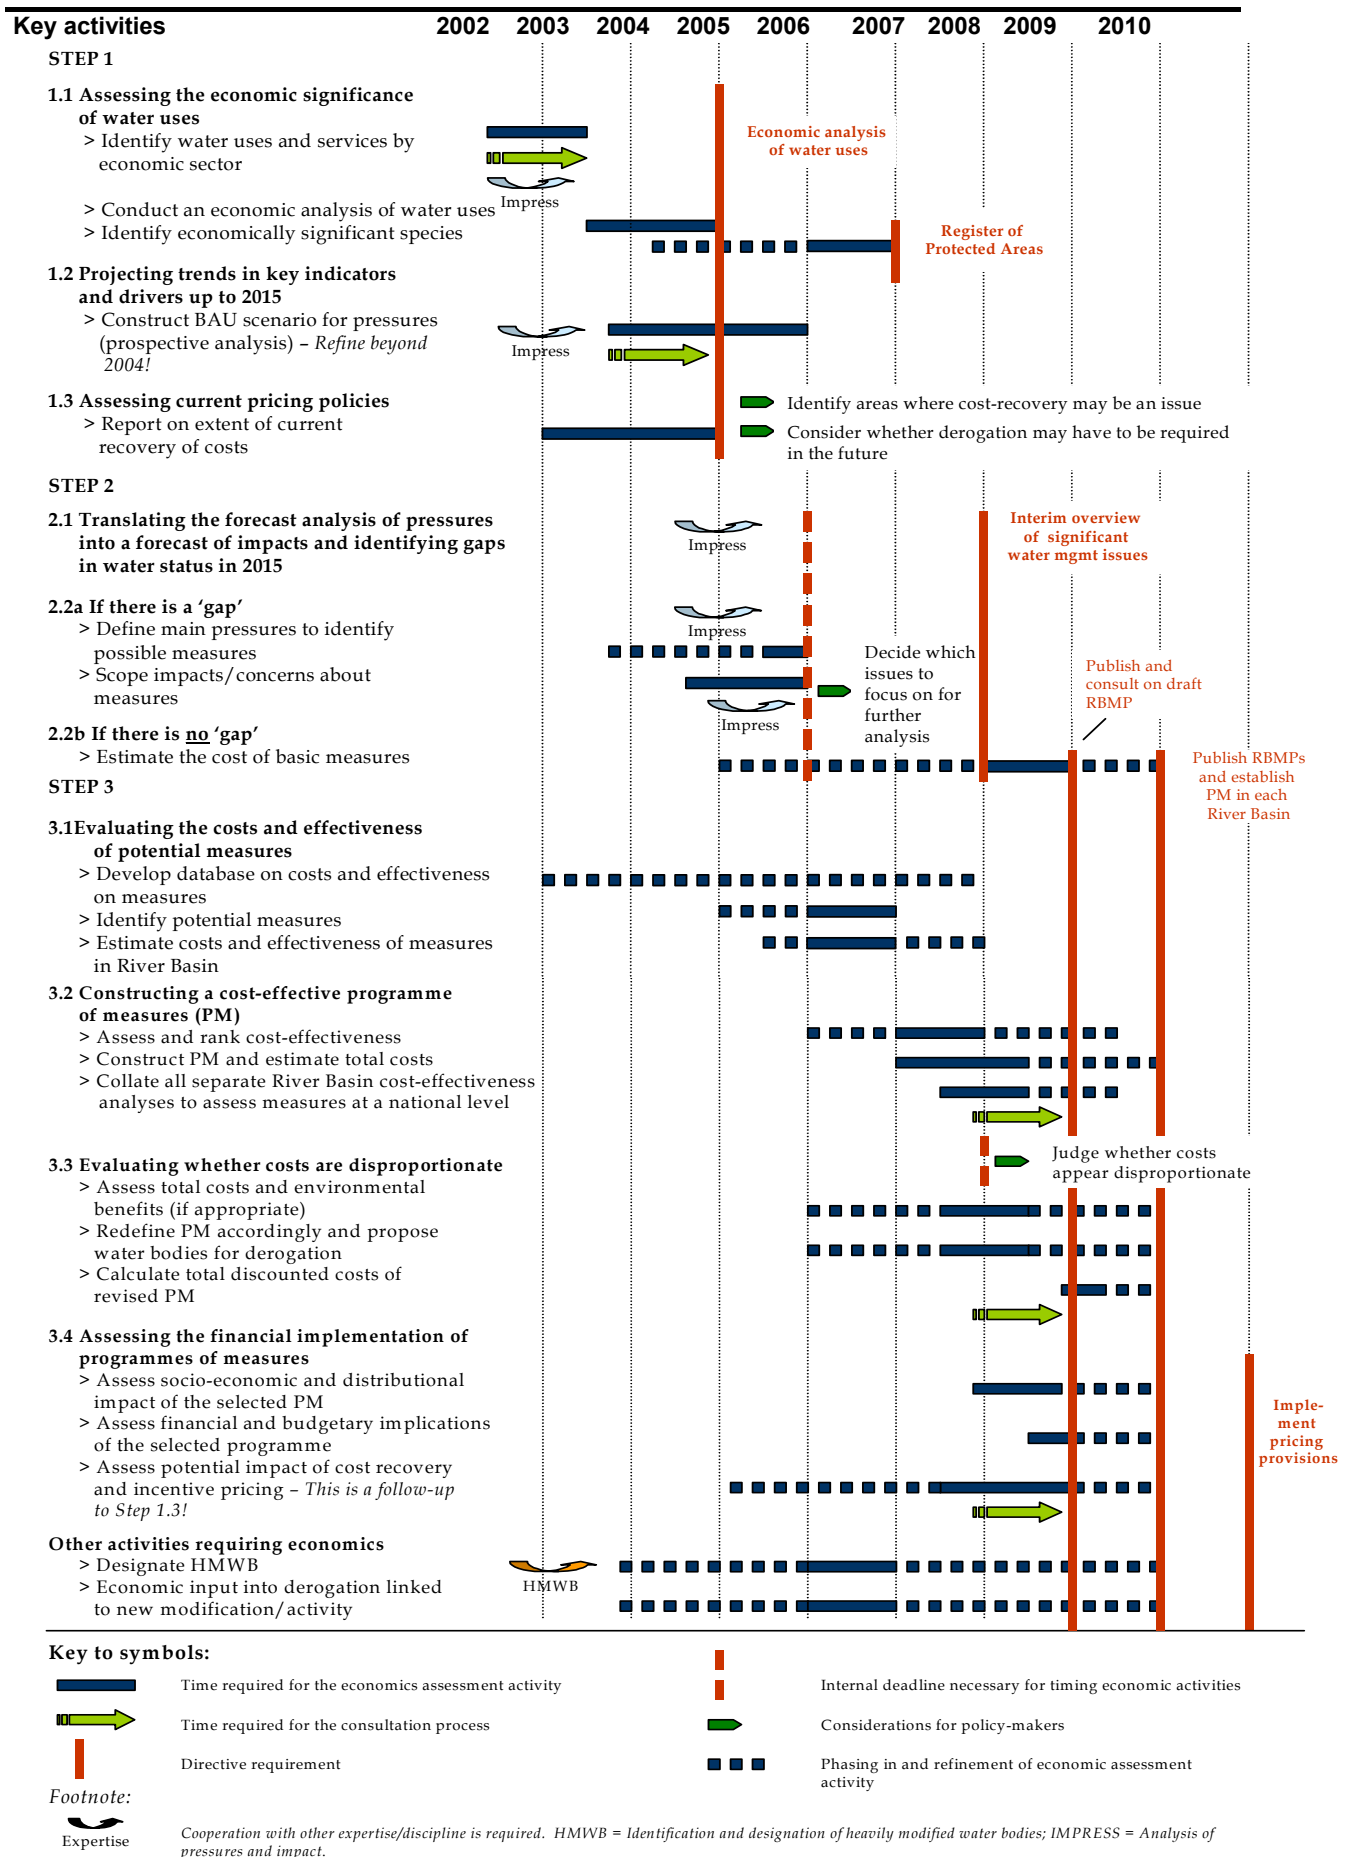 Key activities 2002 2003 2004 2005 2006 2007 2008 2009 2010
STEP 1
1.1 Assessing the economic significance
of water uses
> Identify water uses and services by
economic sector
Impress
Economic analysis
of water uses
> Conduct an economic analysis of water uses
> Identify economically significant species
Register of
Protected Areas
1.2 Projecting trends in key indicators
and drivers up to 2015
> Construct BAU scenario for pressures
(prospective analysis) – Refine beyond
2004!
Impress
1.3 Assessing current pricing policies
> Report on extent of current
recovery of costs
Identify areas where cost-recovery may be an issue
Consider whether derogation may have to be required
in the future
STEP 2
2.1 Translating the forecast analysis of pressures
into a forecast of impacts and identifying gaps
in water status in 2015
Impress
Interim overview
of significant
water mgmt issues
2.2a If there is a ‘gap’
> Define main pressures to identify
possible measures
> Scope impacts/concerns about
measures
Impress
Impress
Decide which
issues to
focus on for
further
analysis
Publish and
consult on draft
RBMP
2.2b If there is no ‘gap’
> Estimate the cost of basic measures
Publish RBMPs
and establish
PM in each
River Basin
STEP 3
3.1Evaluating the costs and effectiveness
of potential measures
> Develop database on costs and effectiveness
on measures
> Identify potential measures
> Estimate costs and effectiveness of measures
in River Basin
3.2 Constructing a cost-effective programme
of measures (PM)
> Assess and rank cost-effectiveness
> Construct PM and estimate total costs
> Collate all separate River Basin cost-effectiveness
analyses to assess measures at a national level
3.3 Evaluating whether costs are disproportionate
> Assess total costs and environmental
benefits (if appropriate)
> Redefine PM accordingly and propose
water bodies for derogation
> Calculate total discounted costs of
revised PM
Judge whether costs
appear disproportionate
3.4 Assessing the financial implementation of
programmes of measures
> Assess socio-economic and distributional
impact of the selected PM
> Assess financial and budgetary implications
of the selected programme
> Assess potential impact of cost recovery
and incentive pricing – This is a follow-up
to Step 1.3!
Imple-
ment
pricing
provisions
Other activities requiring economics
> Designate HMWB
> Economic input into derogation linked
to new modification/activity
HMWB
Key to symbols:
Time required for the economics assessment activity
Time required for the consultation process
Directive requirement
Internal deadline necessary for timing economic activities
Considerations for policy-makers
Phasing in and refinement of economic assessment
activity
Footnote:
Expertise
Cooperation with other expertise/discipline is required. HMWB = Identification and designation of heavily modified water bodies; IMPRESS = Analysis of
pressures and impact.